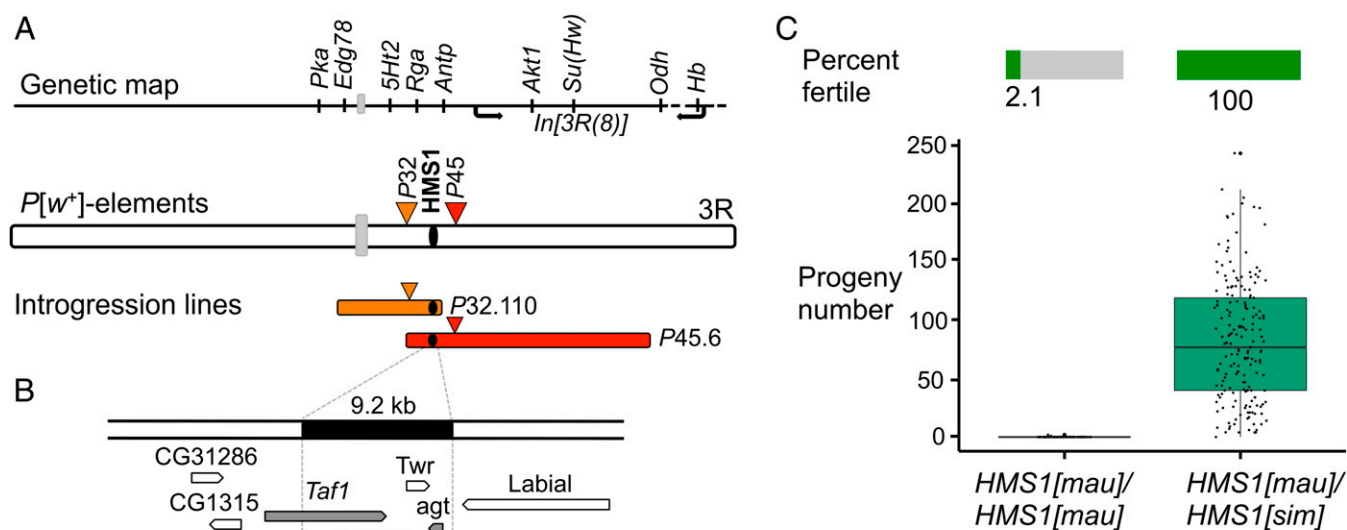 A
Pka Edg78 5Ht2 Rga Antp Akt1 Su(Hw) Odh Hb
Genetic map
In[3R(8)]
P32 HMS1 P45
P[w+]-elements
3R
Introgression lines
P32.110
P45.6
B
9.2 kb
CG31286
Twr
Taf1
Labial
CG1315
agt
C
Percent
fertile
2.1
100
250
200
150
Progeny
number
100
50
0
HMS1[mau]/
HMS1[mau]
HMS1[mau]/
HMS1[sim]